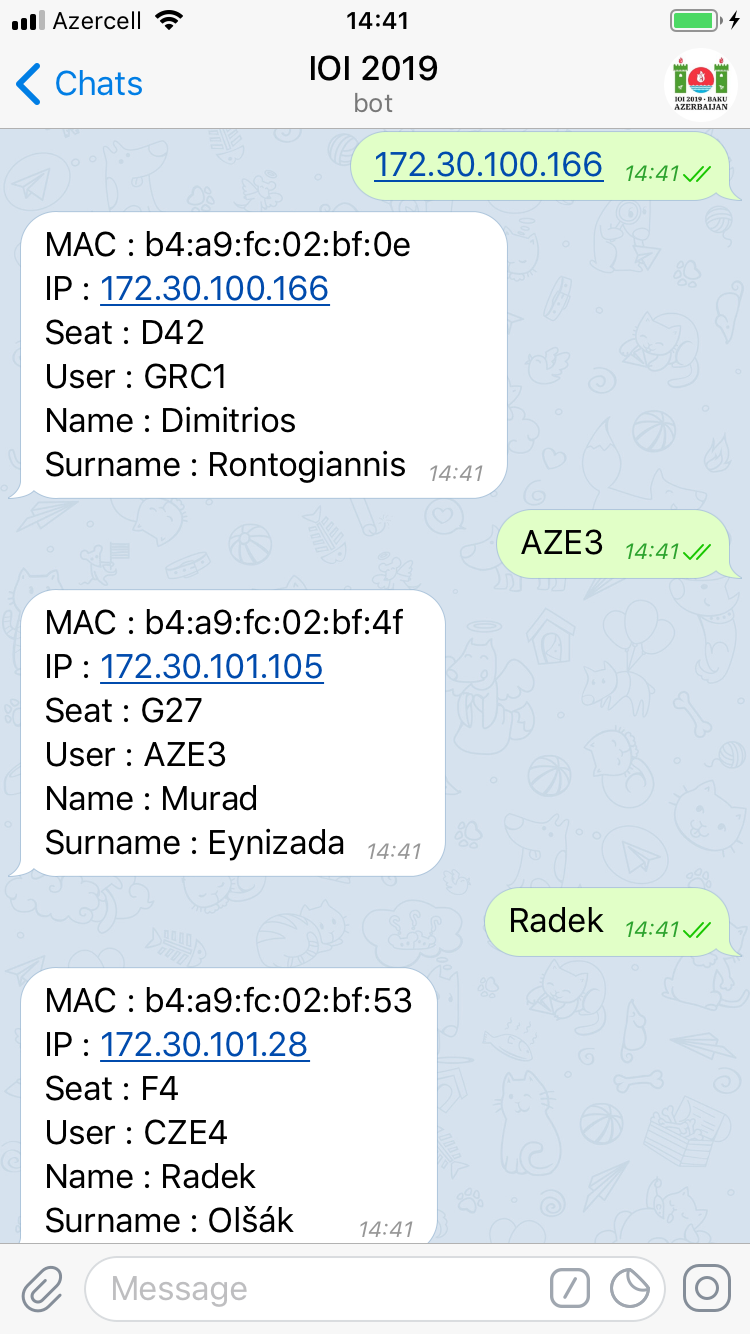 Azercell 14:41
Chats
IOI 2019
bot
IOI 2019 • BAKU
AZERBAIJAN
172.30.100.166 14:41
MAC : b4:a9:fc:02:bf:0e
IP : 172.30.100.166
Seat : D42
User : GRC1
Name : Dimitrios
Surname : Rontogiannis 14:41
AZE3 14:41
MAC : b4:a9:fc:02:bf:4f
IP : 172.30.101.105
Seat : G27
User : AZE3
Name : Murad
Surname : Eynizada 14:41
Radek 14:41
MAC : b4:a9:fc:02:bf:53
IP : 172.30.101.28
Seat : F4
User : CZE4
Name : Radek
Surname : Olšák 14:41
Message